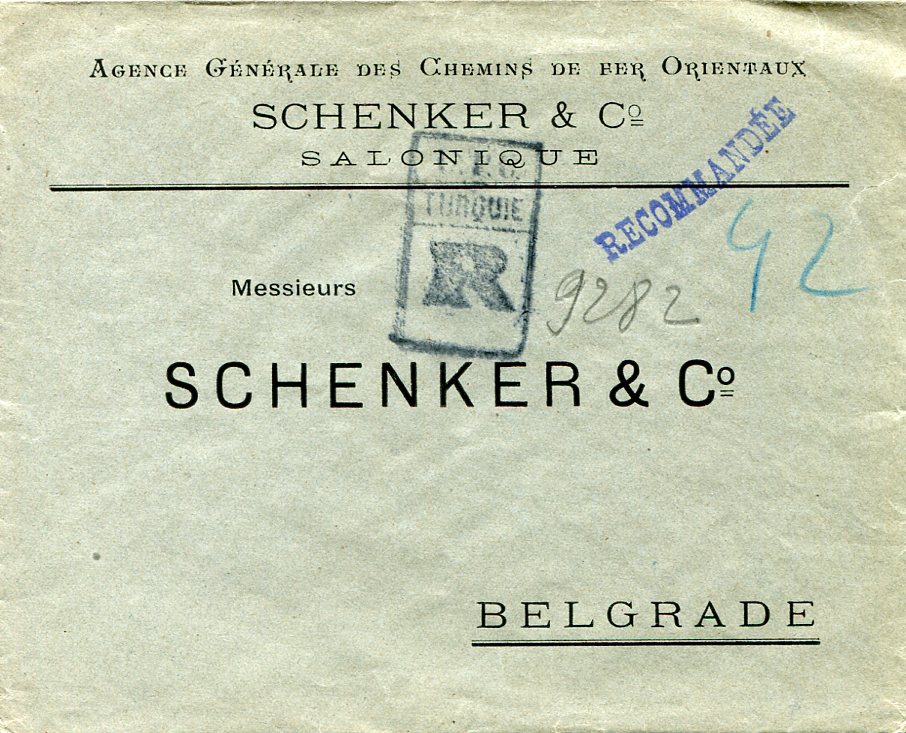 AGENCE GÉNÉRALE DES CHEMINS DE FER ORIENTAUX
SCHENKER & Cº
SALONIQUE
RECOMMANDÉE
TURQUIE
R
42
9282
Messieurs
SCHENKER & Cº
BELGRADE